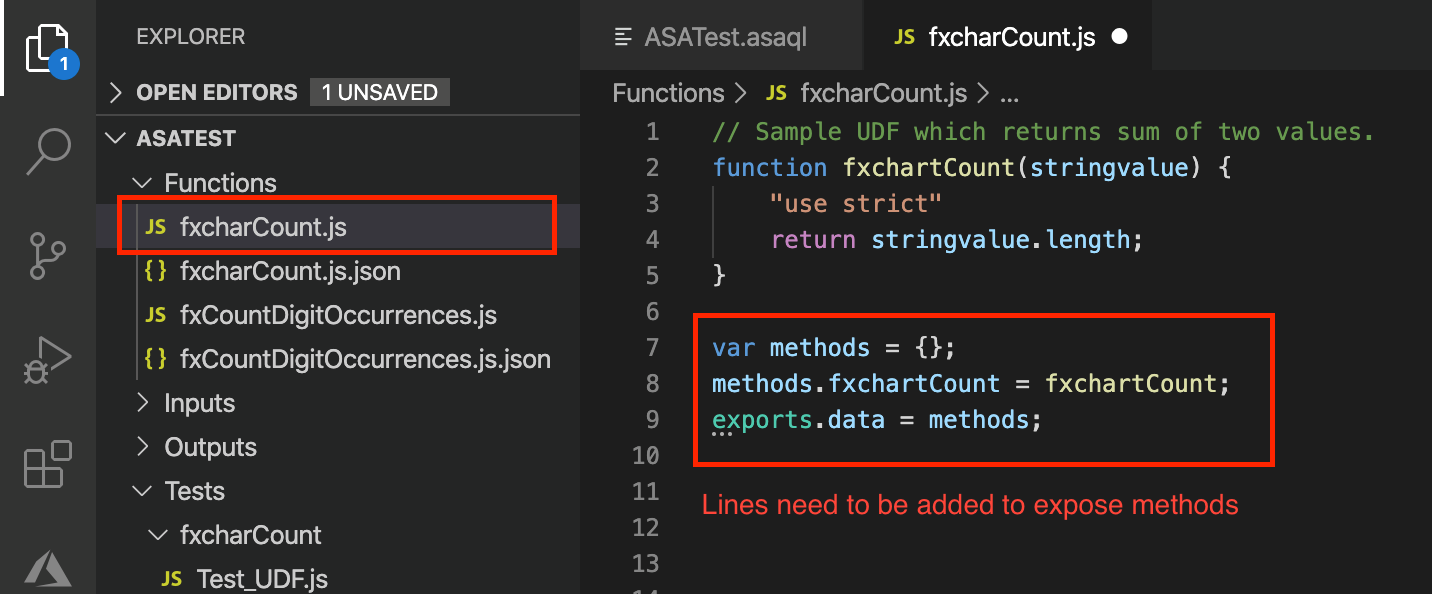 1
EXPLORER
OPEN EDITORS 1 UNSAVED
ASATEST
Functions
JS fxcharCount.js
{} fxcharCount.js.json
JS fxCountDigitOccurrences.js
{} fxCountDigitOccurrences.js.json
Inputs
Outputs
Tests
fxcharCount
JS Test_UDF.js
ASATest.asaql JS fxcharCount.js
Functions > JS fxcharCount.js > ...
1 // Sample UDF which returns sum of two values.
2 function fxchartCount(stringvalue) {
3 "use strict"
4 return stringvalue.length;
5 }
6
7 var methods = {};
8 methods.fxchartCount = fxchartCount;
9 exports.data = methods;
10
11
Lines need to be added to expose methods
12
13